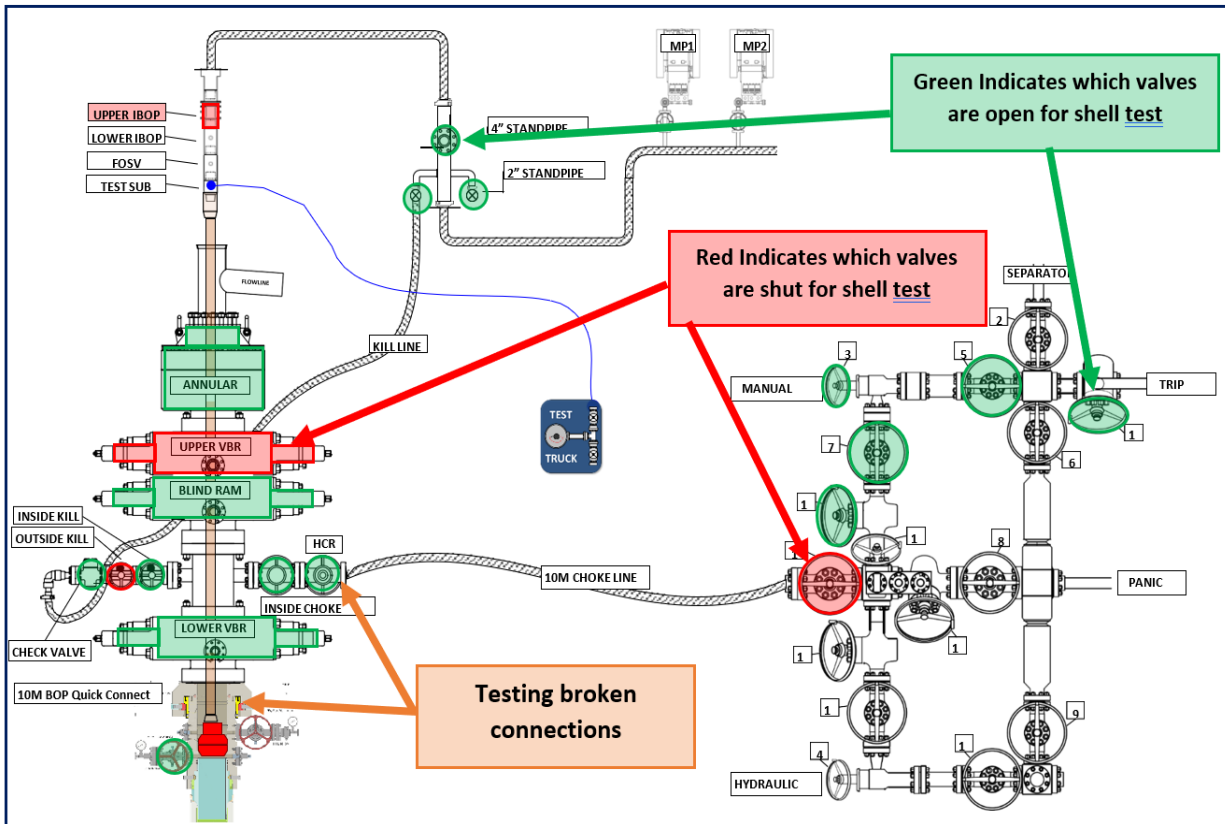 MP1
MP2
Green Indicates which valves
are open for shell test
UPPER IBOP
LOWER IBOP
FOSV
TEST SUB
4" STANDPIPE
2" STANDPIPE
Red Indicates which valves
are shut for shell test
FLOWLINE
SEPARATO
2
KILL LINE
3
5
MANUAL
TRIP
ANNULAR
TEST
TRUCK
1
6
UPPER VBR
7
BLIND RAM
INSIDE KILL
OUTSIDE KILL
1
HCR
1
8
10M CHOKE LINE
PANIC
INSIDE CHOKE
LOWER VBR
CHECK VALVE
1
1
10M BOP Quick Connect
Testing broken
connections
1
9
1
4
HYDRAULIC